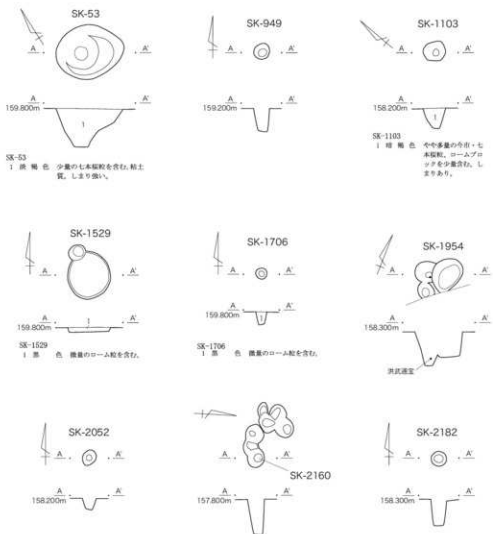 SK-53
A A'
A A'
159.800m
1
SK-53
1 暗 褐 色 少量の七本桜粒を含む、粘土
質。しまり強い。
SK-949
A A'
A A'
159.200m
SK-1103
A A'
A A'
158.200m
1
SK-1103
1 暗 褐 色 やや多量の今市・七
本桜粒、ロームブロ
ックを少量含む。し
まりあり。
SK-1529
A A'
A A'
159.800m
1
SK-1529
1 黒 色 微量のローム粒を含む。
SK-1706
A A'
A A'
159.800m
1
SK-1706
1 黒 色 微量のローム粒を含む。
SK-1954
A A'
A A'
158.300m
洪武通宝
SK-2052
A A'
A A'
158.200m
A A'
SK-2160
A A'
157.800m
SK-2182
A A'
A A'
158.300m